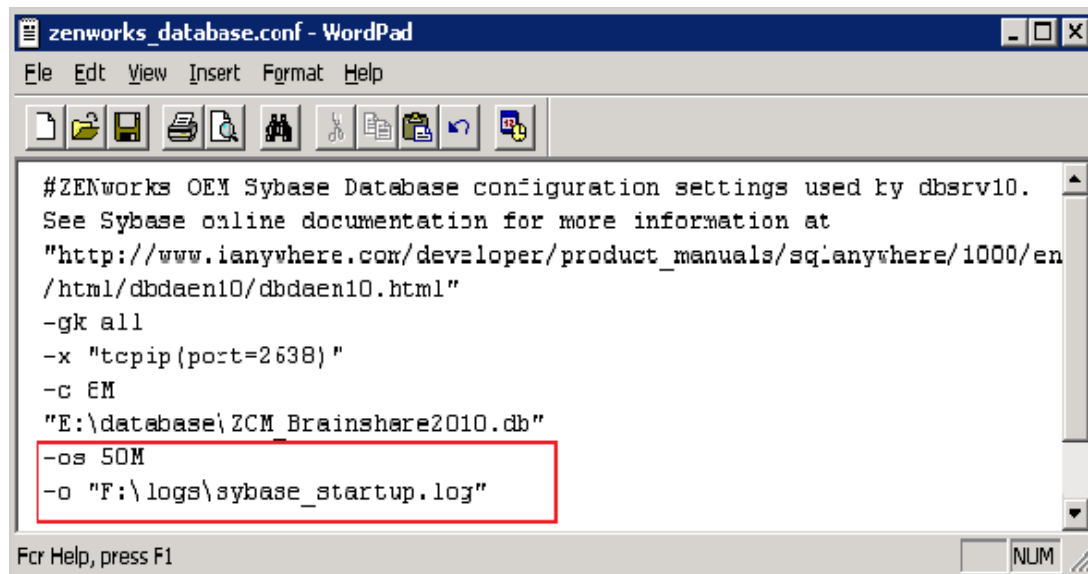 zenworks_database.conf - WordPad
File Edit View Insert Format Help
#ZENworks OEM Sybase Database configuration settings used by dbsrv10.
See Sybase online documentation for more information at
"http://www.ianywhere.com/developer/product_manuals/sqlanywhere/1000/en
/html/dbdaen10/dbdaen10.html"
-gk all
-x "tcpip(port=2638)"
-c
"E:\database\ZCM_Brainshare2010.db"
-os 50M
-o "F:\logs\sybase_startup.log"
For Help, press F1
NUM